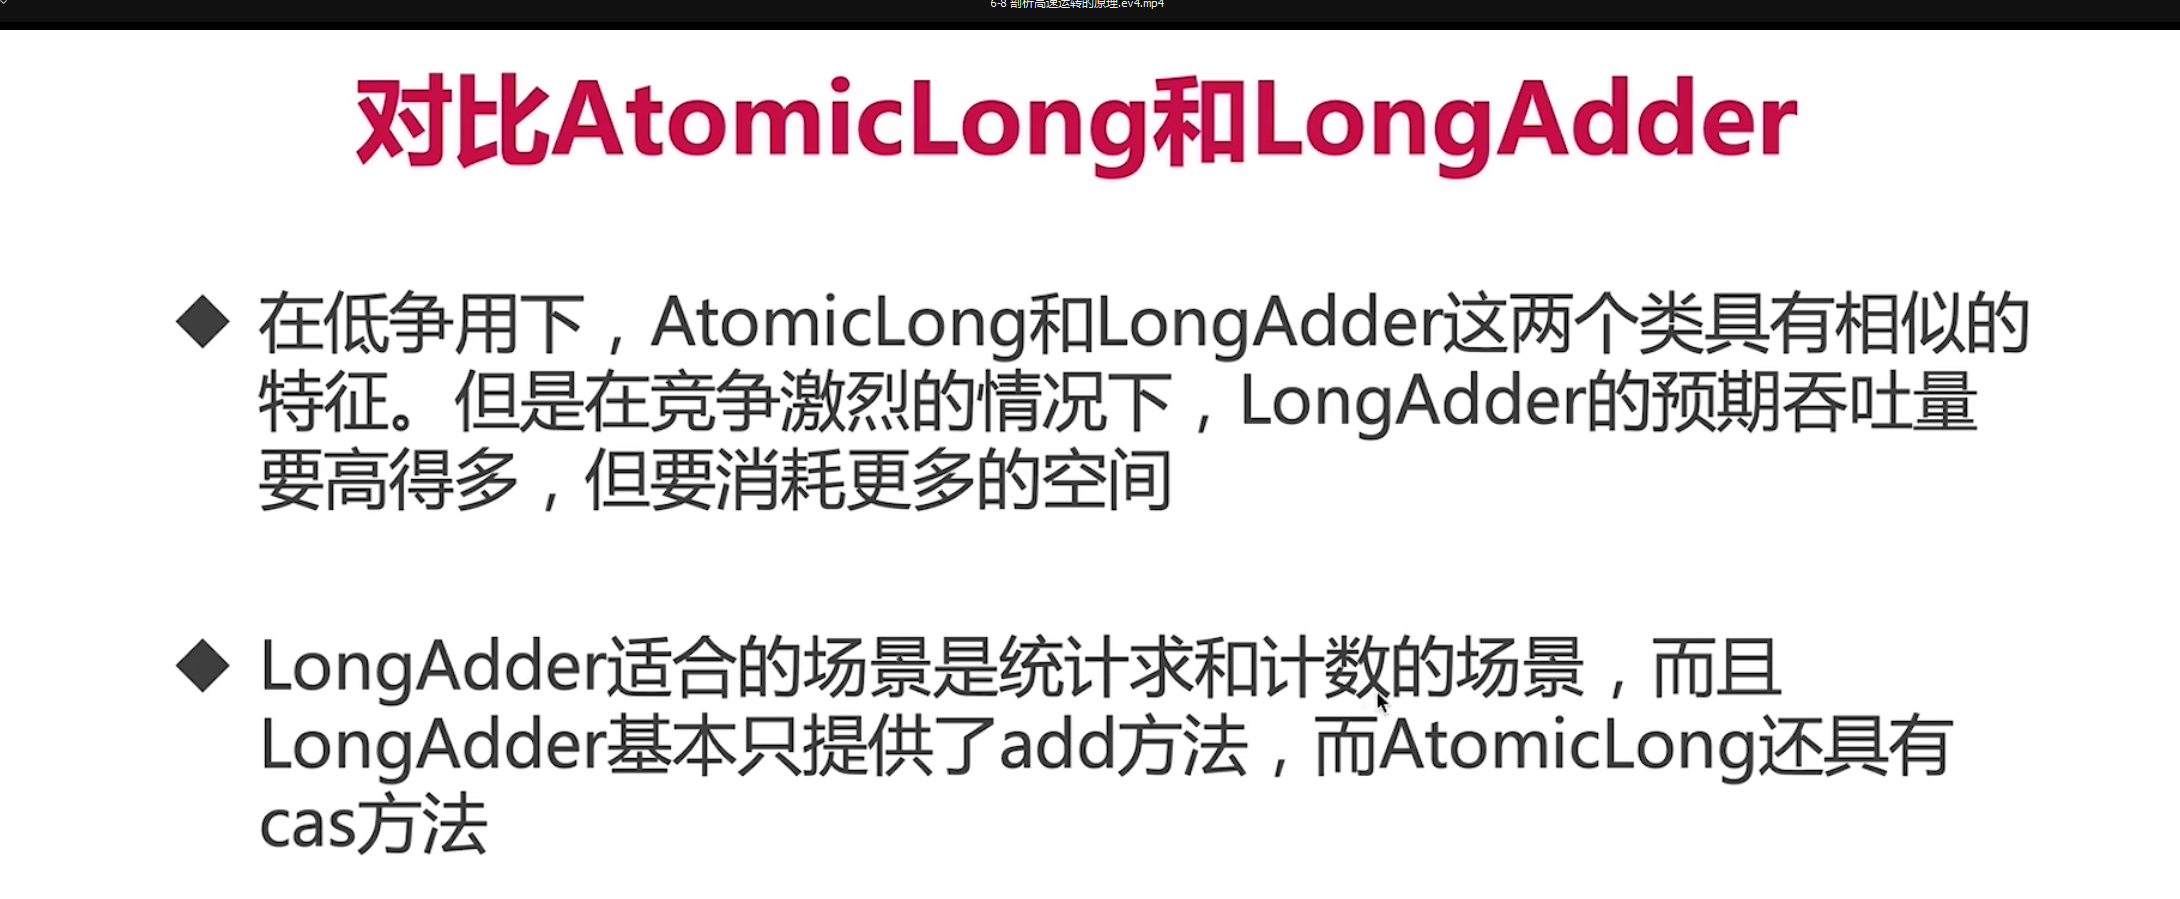 6-8 剖析高速运转的原理.ev4.mp4
对比AtomicLong和LongAdder
◆ 在低争用下，AtomicLong和LongAdder这两个类具有相似的
特征。但是在竞争激烈的情况下，LongAdder的预期吞吐量
要高得多，但要消耗更多的空间
◆ LongAdder适合的场景是统计求和计数的场景，而且
LongAdder基本只提供了add方法，而AtomicLong还具有
cas方法